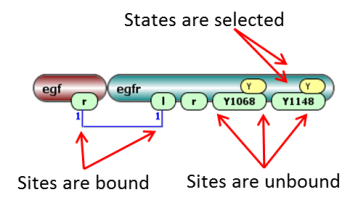 States are selected
egf
egfr
Y
Y
r
l
r
Y1068
Y1148
1
1
Sites are bound
Sites are unbound